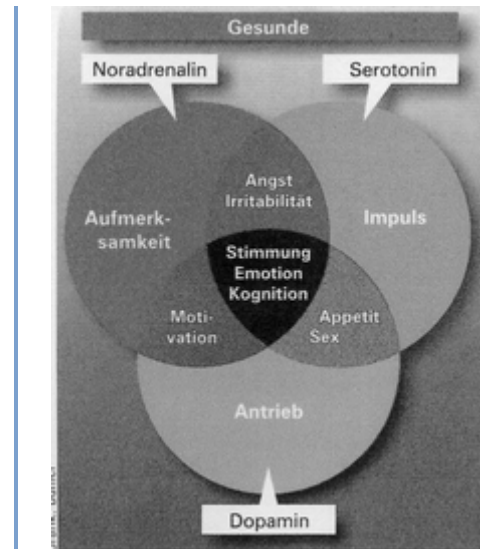 Gesunde
Noradrenalin
Serotonin
Angst
Irritabilität
Aufmerk-
samkeit
Impuls
Stimmung
Emotion
Kognition
Moti-
vation
Appetit
Sex
Antrieb
Dopamin